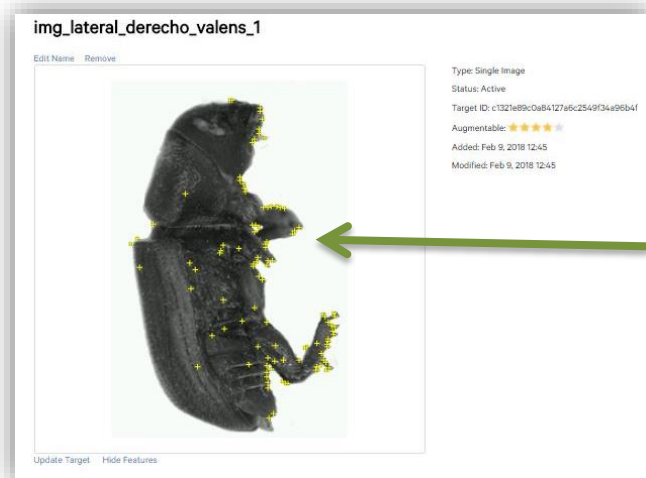 img_lateral_derecho_valens_1
Edit Name Remove
Type: Single Image
Status: Active
Target ID: c1321e89c0a84127a6c2549f34a96b4f
Augmentable:
Added: Feb 9, 2018 12:45
Modified: Feb 9, 2018 12:45
Update Target Hide Features